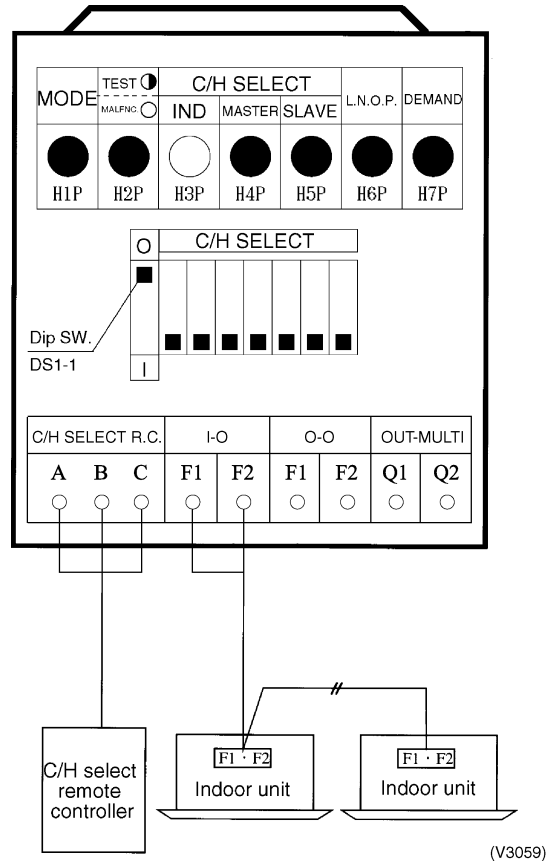 MODE TEST C/H SELECT L.N.O.P. DEMAND
MALFNC. IND MASTER SLAVE
H1P H2P H3P H4P H5P H6P H7P
O C/H SELECT
Dip SW.
DS1-1
I
C/H SELECT R.C. I-O O-O OUT-MULTI
A B C F1 F2 F1 F2 Q1 Q2
F1 · F2 F1 · F2
Indoor unit Indoor unit
C/H select
remote
controller
(V3059)